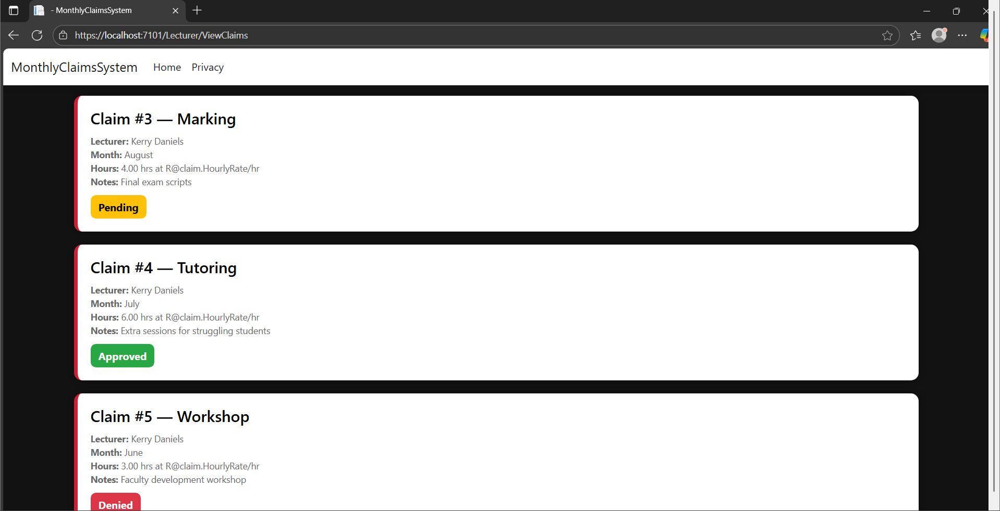 - MonthlyClaimsSystem
https://localhost:7101/Lecturer/ViewClaims
MonthlyClaimsSystem Home Privacy
Claim #3 — Marking
Lecturer: Kerry Daniels
Month: August
Hours: 4.00 hrs at R@claim.HourlyRate/hr
Notes: Final exam scripts
Pending
Claim #4 — Tutoring
Lecturer: Kerry Daniels
Month: July
Hours: 6.00 hrs at R@claim.HourlyRate/hr
Notes: Extra sessions for struggling students
Approved
Claim #5 — Workshop
Lecturer: Kerry Daniels
Month: June
Hours: 3.00 hrs at R@claim.HourlyRate/hr
Notes: Faculty development workshop
Denied